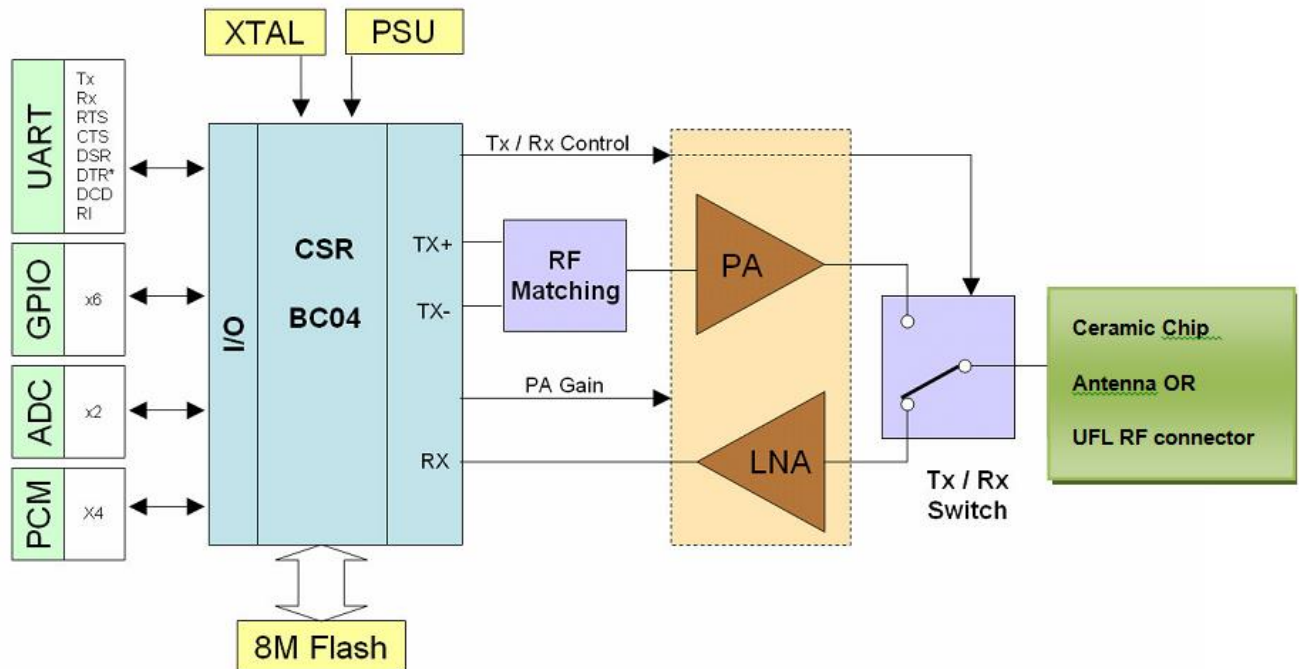 XTAL
PSU
UART
Tx
Rx
RTS
CTS
DSR
DTR*
DCD
RI
GPIO
x6
ADC
x2
PCM
X4
I/O
CSR
BC04
TX+
TX-
RX
Tx / Rx Control
RF
Matching
PA Gain
PA
LNA
Tx / Rx
Switch
Ceramic Chip
Antenna OR
UFL RF connector
8M Flash